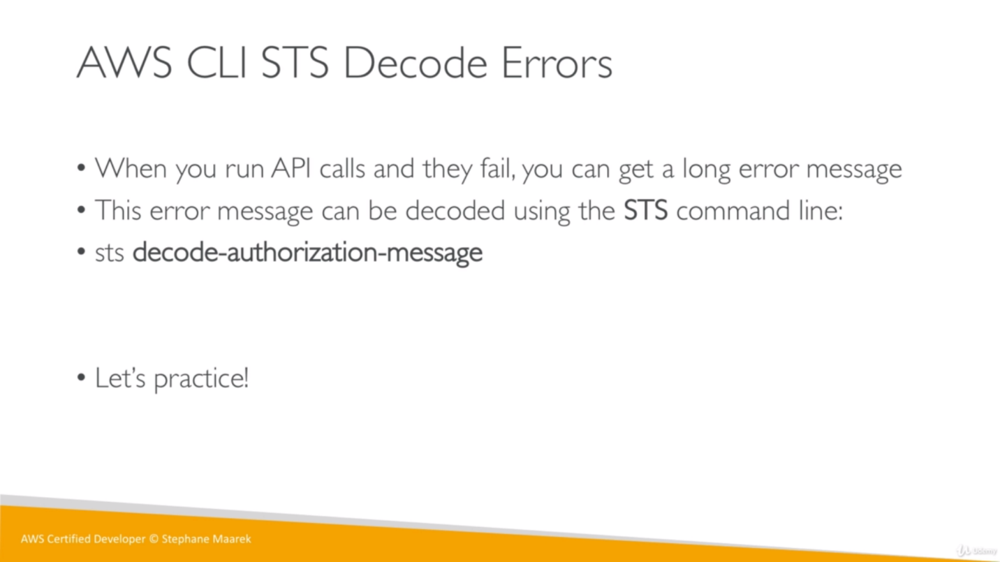 AWS CLI STS Decode Errors
• When you run API calls and they fail, you can get a long error message
• This error message can be decoded using the STS command line:
• sts decode-authorization-message
• Let’s practice!
AWS Certified Developer © Stephane Maarek
Udemy